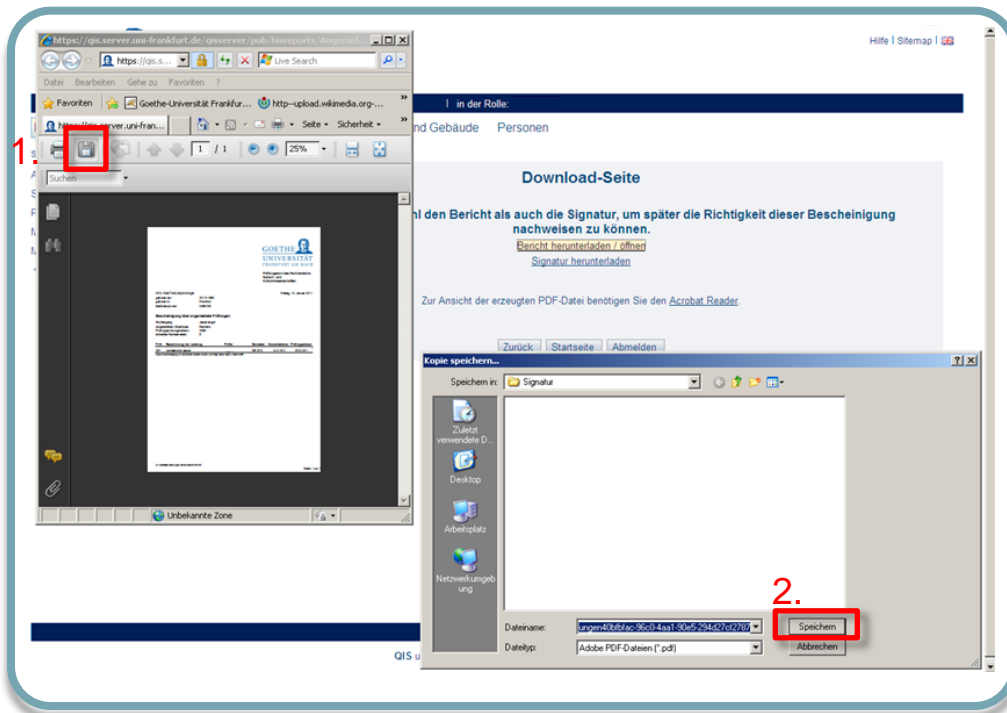 https://qis.server.uni-frankfurt.de/qisserver/pub/hisreports/Angemel...
Hilfe | Sitemap |
https://qis.s...
Live Search
Datei Bearbeiten Gehe zu Favoriten ?
Favoriten
Goethe-Universität Frankfur...
http--upload.wikimedia.org-...
| in der Rolle:
https://qis.server.uni-fran...
Seite
Sicherheit
nd Gebäude Personen
1.
1 / 1
25%
Suchen
Download-Seite
hl den Bericht als auch die Signatur, um später die Richtigkeit dieser Bescheinigung
nachweisen zu können.
Bericht herunterladen / öffnen
Signatur herunterladen
GOETHE
UNIVERSITÄT
FRANKFURT AM MAIN
Zur Ansicht der erzeugten PDF-Datei benötigen Sie den Acrobat Reader.
Bescheinigung über angemeldete Prüfungen
Zurück Startseite Abmelden
Kopie speichern...
Speichern in:
Signatur
Zuletzt
verwendete D...
Desktop
Arbeitsplatz
Netzwerkumgeb
ung
Unbekannte Zone
2.
Dateiname:
ungen40bfbfac-96c0-4aa1-90e5-294d27cf2787
Speichern
Dateityp:
Adobe PDF-Dateien (*.pdf)
Abbrechen
QIS u